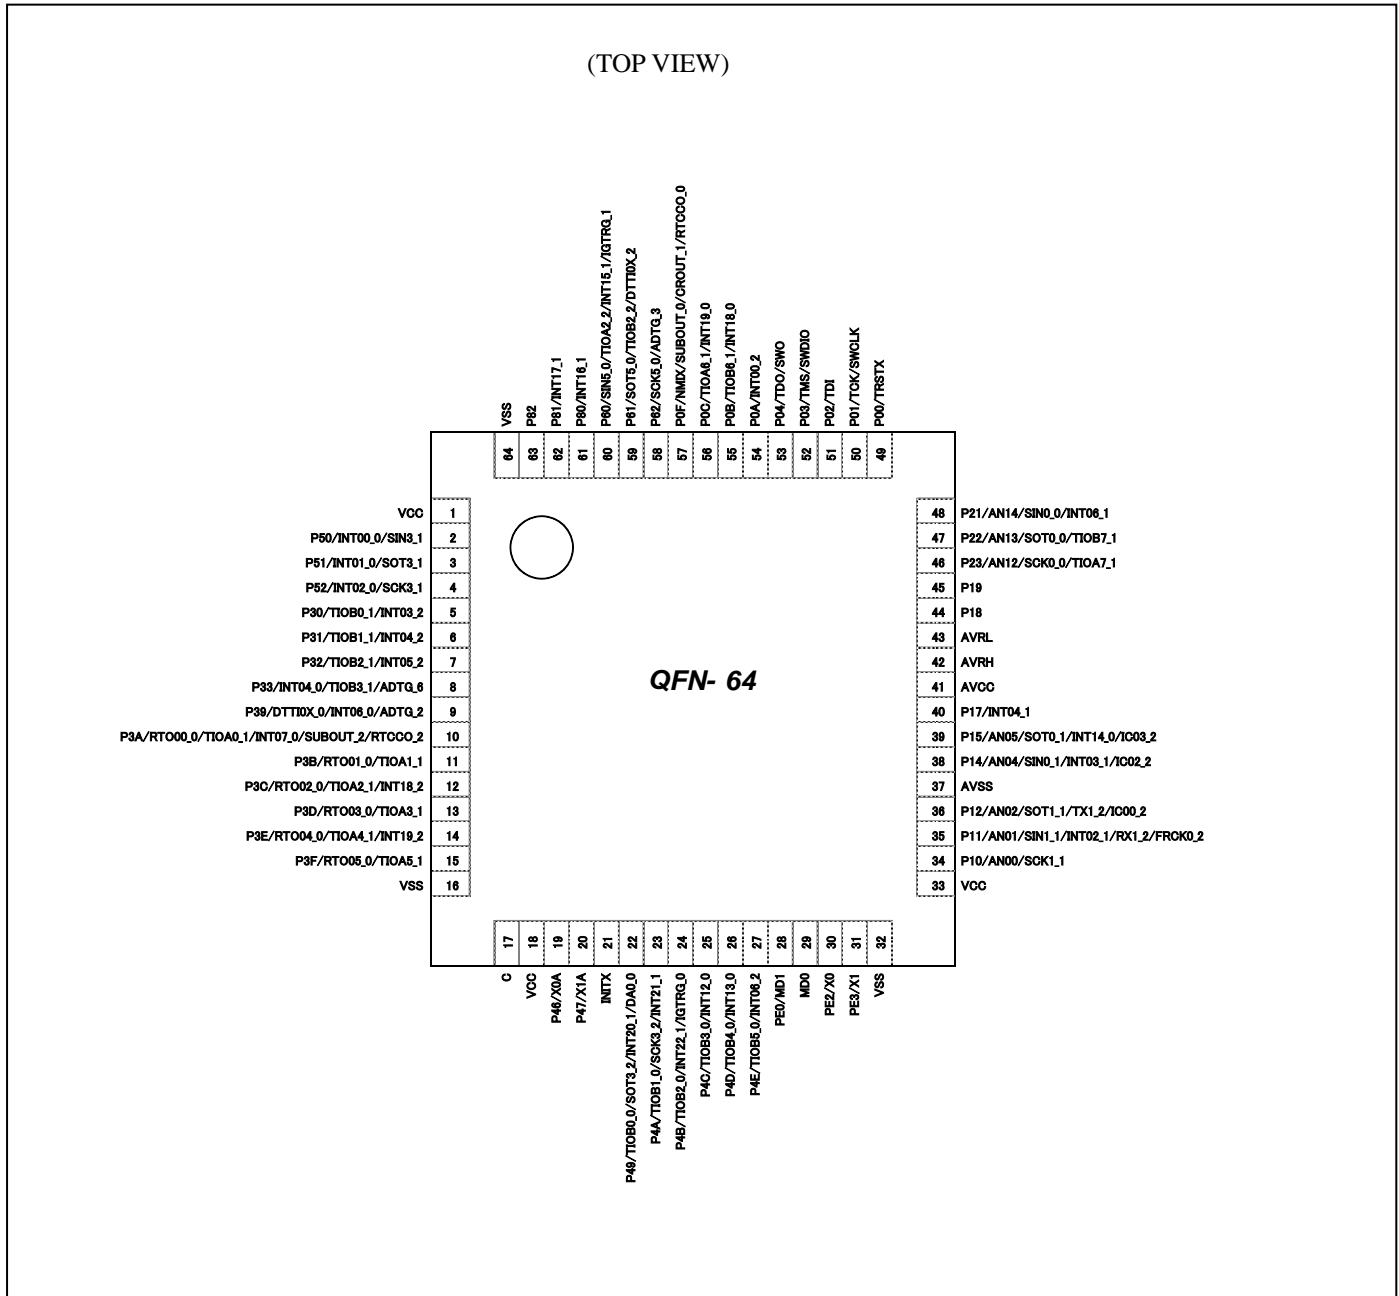 (TOP VIEW)
VSS
P82
P81/INT17_1
P80/INT16_1
P60/SIN5_0/TIOA2_2/INT15_1/IGTRG_1
P61/SOT5_0/TIOB2_2/DTTI0X_2
P62/SCK5_0/ADTG_3
P0F/NMIX/SUBOUT_0/CROUT_1/RTCCO_0
P0C/TIOA6_1/INT19_0
P0B/TIOB6_1/INT18_0
P0A/INT00_2
P04/TDO/SWO
P03/TMS/SWDIO
P02/TDI
P01/TCK/SWCLK
P00/TRSTX
64 63 62 61 60 59 58 57 56 55 54 53 52 51 50 49
VCC 1
P50/INT00_0/SIN3_1 2
P51/INT01_0/SOT3_1 3
P52/INT02_0/SCK3_1 4
P30/TIOB0_1/INT03_2 5
P31/TIOB1_1/INT04_2 6
P32/TIOB2_1/INT05_2 7
P33/INT04_0/TIOB3_1/ADTG_6 8
P39/DTTI0X_0/INT06_0/ADTG_2 9
P3A/RTO00_0/TIOA0_1/INT07_0/SUBOUT_2/RTCCO_2 10
P3B/RTO01_0/TIOA1_1 11
P3C/RTO02_0/TIOA2_1/INT18_2 12
P3D/RTO03_0/TIOA3_1 13
P3E/RTO04_0/TIOA4_1/INT19_2 14
P3F/RTO05_0/TIOA5_1 15
VSS 16
QFN- 64
48 P21/AN14/SIN0_0/INT06_1
47 P22/AN13/SOT0_0/TIOB7_1
46 P23/AN12/SCK0_0/TIOA7_1
45 P19
44 P18
43 AVRL
42 AVRH
41 AVCC
40 P17/INT04_1
39 P15/AN05/SOT0_1/INT14_0/IC03_2
38 P14/AN04/SIN0_1/INT03_1/IC02_2
37 AVSS
36 P12/AN02/SOT1_1/TX1_2/IC00_2
35 P11/AN01/SIN1_1/INT02_1/RX1_2/FRCK0_2
34 P10/AN00/SCK1_1
33 VCC
17 18 19 20 21 22 23 24 25 26 27 28 29 30 31 32
C
VCC
P46/X0A
P47/X1A
INITX
P49/TIOB0_0/SOT3_2/INT20_1/DA0_0
P4A/TIOB1_0/SCK3_2/INT21_1
P4B/TIOB2_0/INT22_1/IGTRG_0
P4C/TIOB3_0/INT12_0
P4D/TIOB4_0/INT13_0
P4E/TIOB5_0/INT06_2
PE0/MD1
MD0
PE2/X0
PE3/X1
VSS